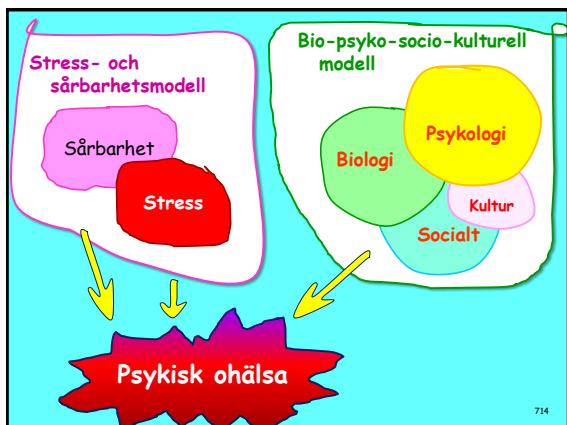 Stress- och
sårbarhetsmodell
Sårbarhet
Stress
Bio-psyko-socio-kulturell
modell
Psykologi
Biologi
Kultur
Socialt
Psykisk ohälsa
714